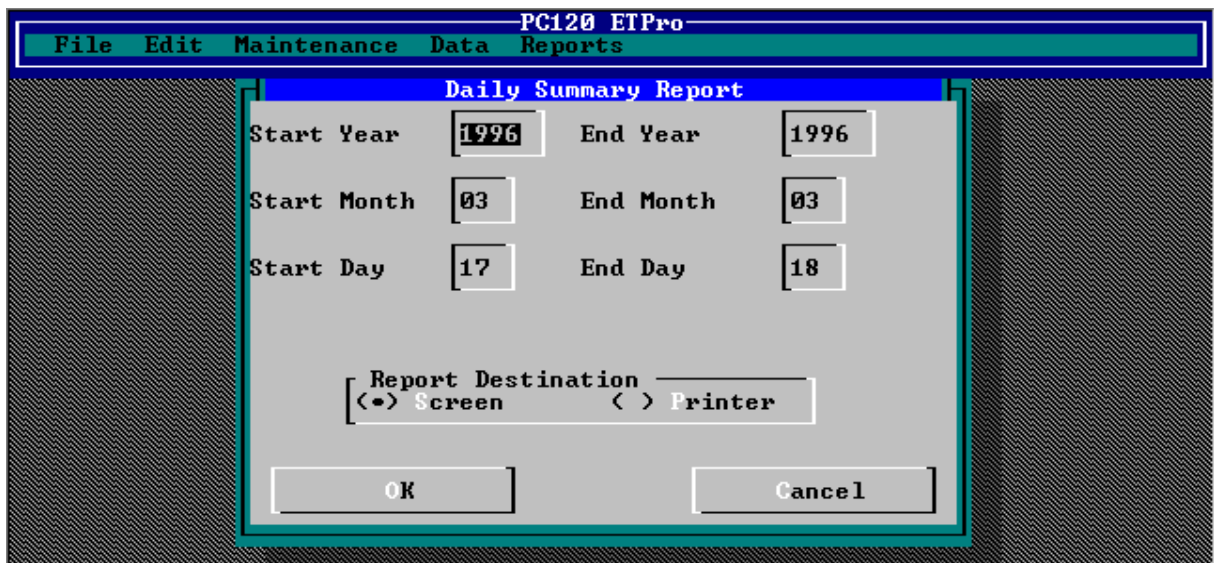 PC120 ETPro
File Edit Maintenance Data Reports
Daily Summary Report
Start Year 1996 End Year 1996
Start Month 03 End Month 03
Start Day 17 End Day 18
Report Destination
(•) Screen ( ) Printer
OK Cancel